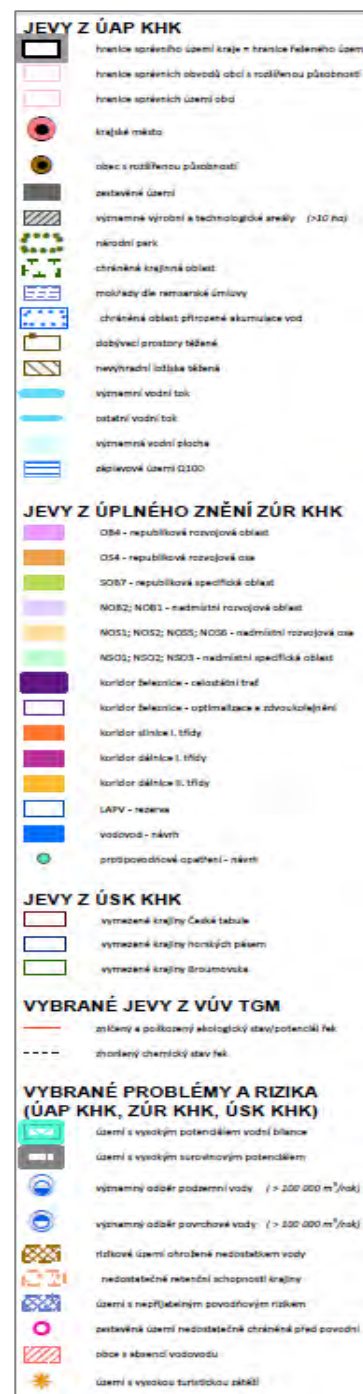 JEVY Z ÚAP KHK
hranice správního území kraje = hranice řešeného územ
hranice správních obvodů obcí s rozšířenou působností
hranice správních území obcí
krajské město
obec s rozšířenou působností
zastavěné území
významné výrobní a technologické areály (>10 ha)
národní park
chráněná krajinná oblast
mokřady dle ramsarské úmluvy
chráněná oblast přirozené akumulace vod
dobývací prostory těžené
nevýhradní ložiska těžená
významní vodní tok
ostatní vodní tok
významná vodní plocha
záplavové území Q100
JEVY Z ÚPLNÉHO ZNĚNÍ ZÚR KHK
OB4 - republiková rozvojová oblast
OS4 - republiková rozvojová osa
SOB7 - republiková specifická oblast
NOB2; NOB1 - nadmístní rozvojová oblast
NOS1; NOS2; NOS5; NOS6 - nadmístní rozvojová osa
NSO1; NSO2; NSO3 - nadmístní specifická oblast
koridor železnice - celostátní trať
koridor železnice - optimalizace a zdvoukolejnění
koridor silnice I. třídy
koridor dálnice I. třídy
koridor dálnice II. třídy
LAPV - rezerva
vodovod - návrh
protipovodňové opatření - návrh
JEVY Z ÚSK KHK
vymezené krajiny České tabule
vymezené krajiny horských pásem
vymezené krajiny Broumovska
VYBRANÉ JEVY Z VÚV TGM
zničený a poškozený ekologický stav/potenciál řek
zhoršený chemický stav řek
VYBRANÉ PROBLÉMY A RIZIKA
(ÚAP KHK, ZÚR KHK, ÚSK KHK)
území s vysokým potenciálem vodní bilance
území s vysokým surovinovým potenciálem
významný odběr podzemní vody ( > 100 000 m³/rok)
významný odběr povrchové vody ( > 100 000 m³/rok)
rizikové území ohrožené nedostatkem vody
nedostatečné retenční schopnosti krajiny
území s nepřijatelným povodňovým rizikem
zastavěná území nedostatečně chráněná před povodní
obce s absencí vodovodu
území s vysokou turistickou zátěží